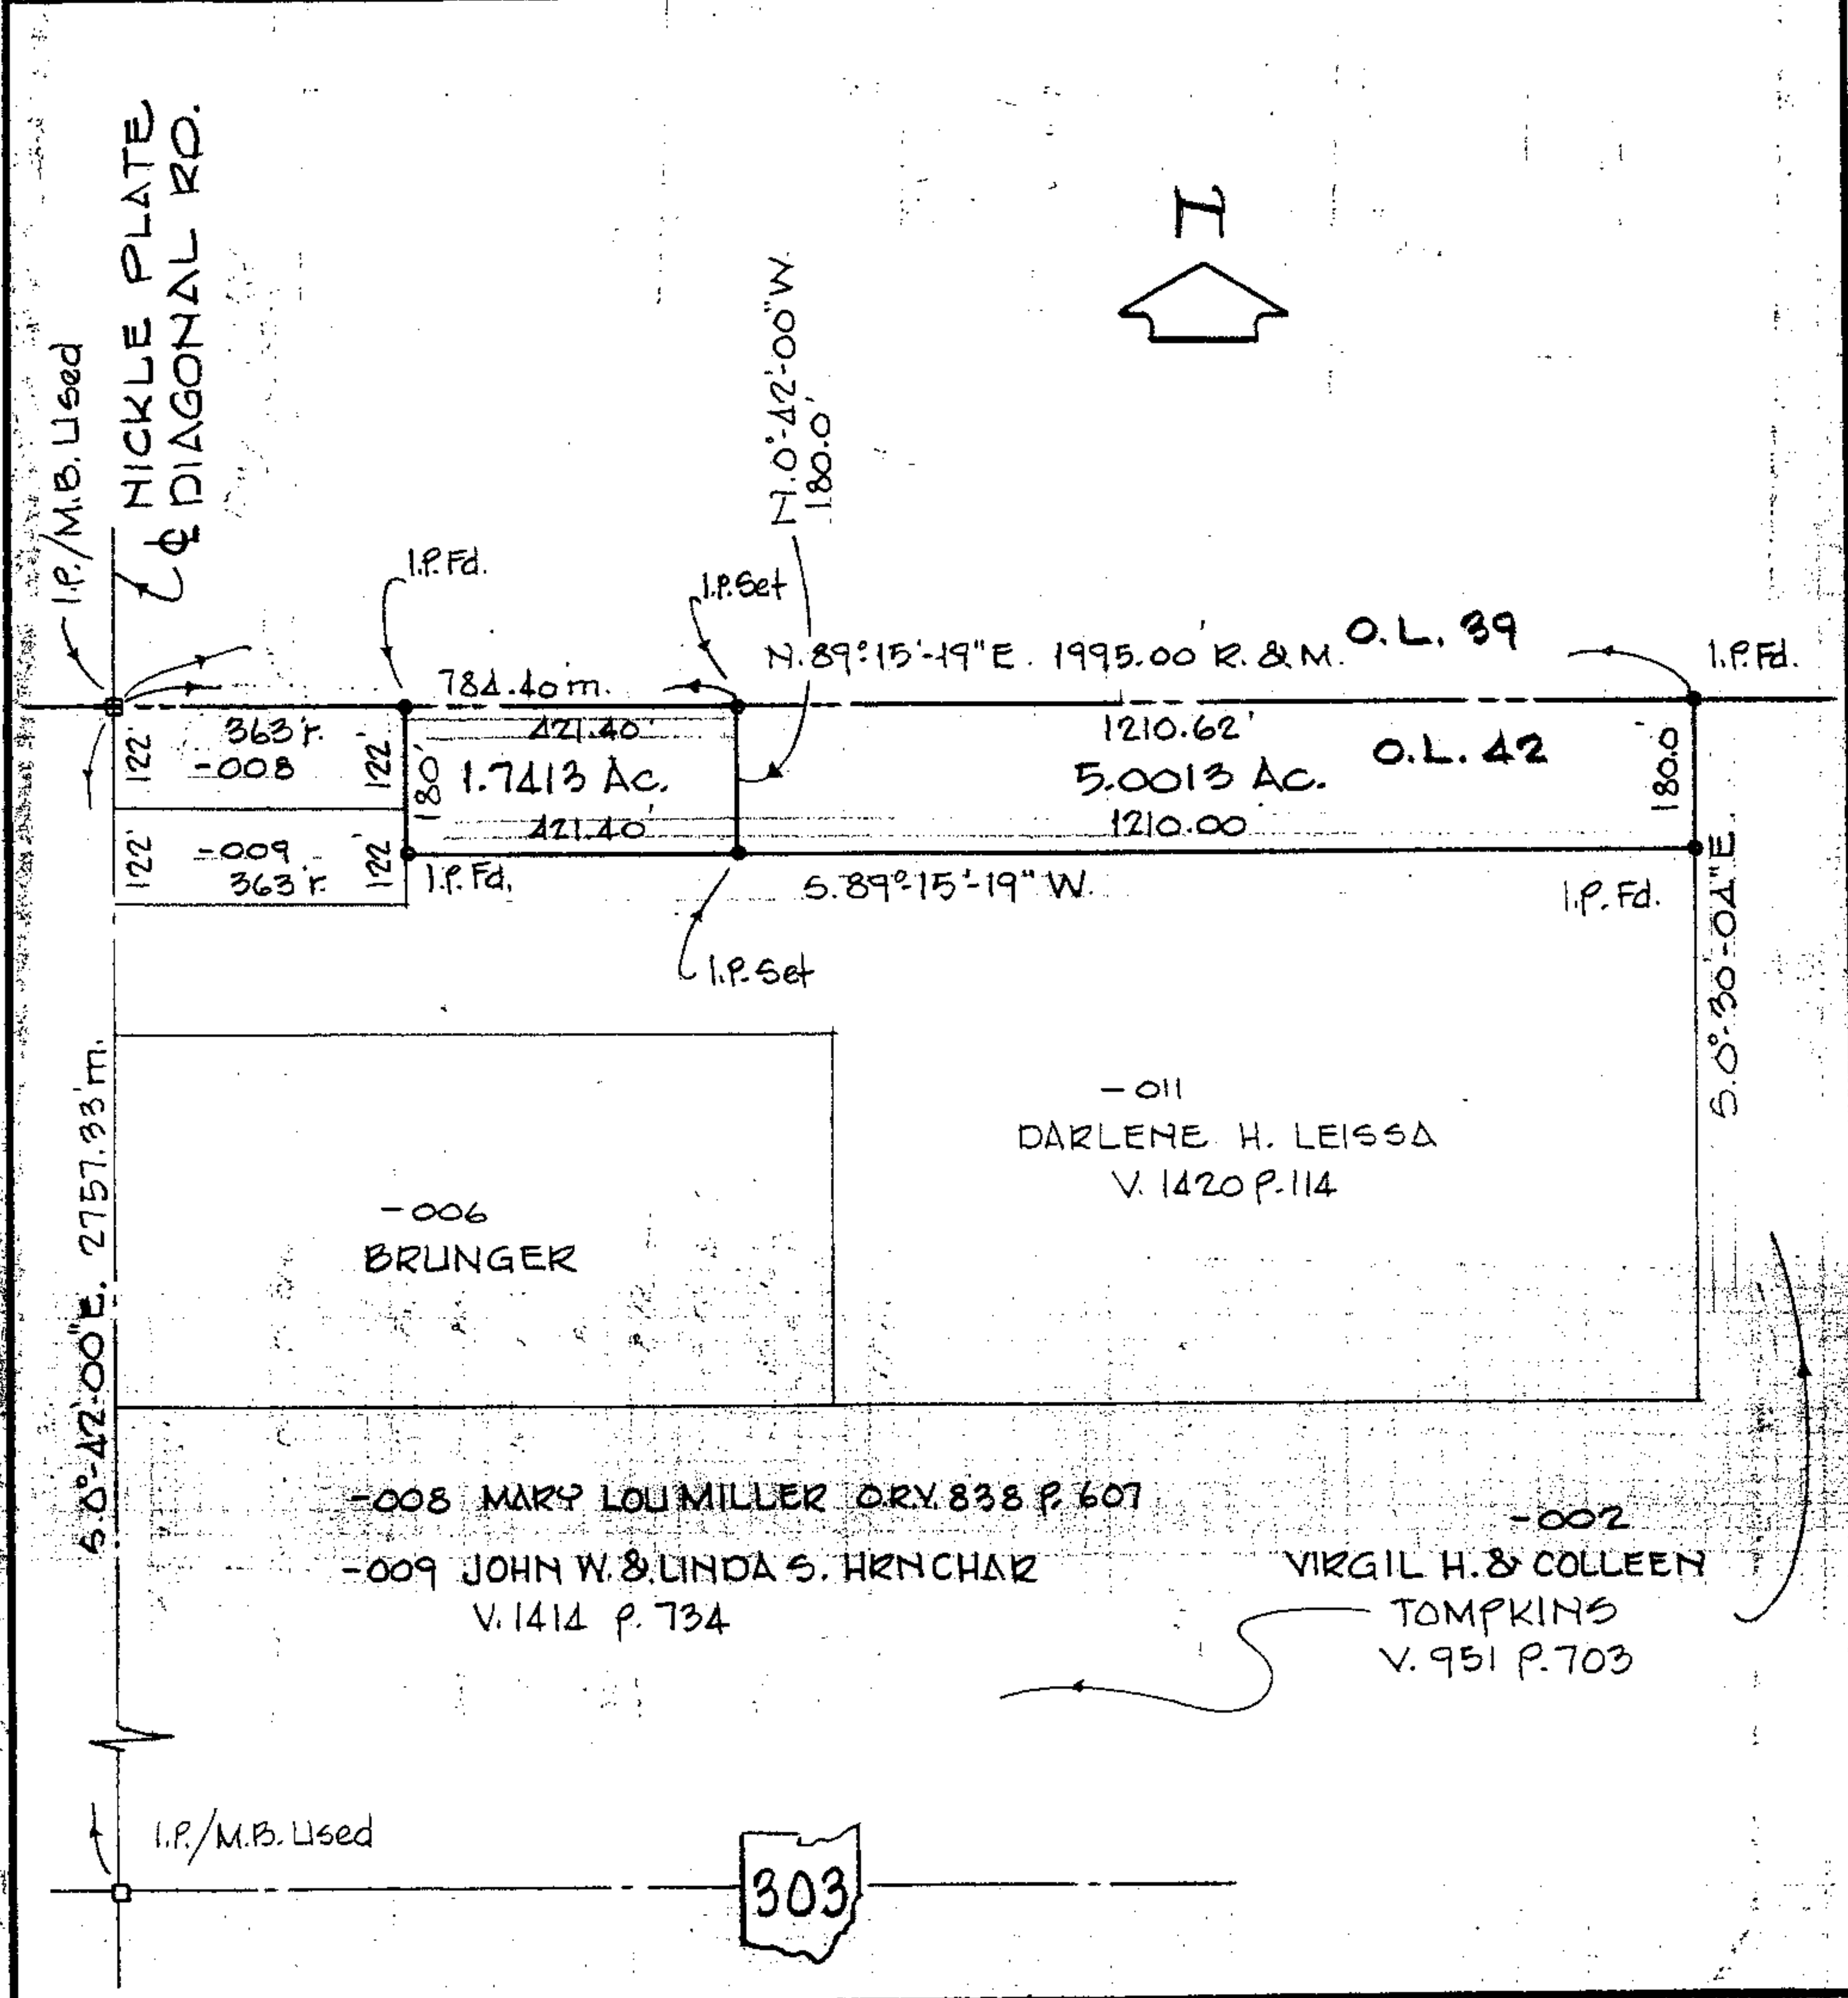 NICKLE PLATE
DIAGONAL RD.
I.P./M.B. Used
N
N.0°-42'-00"W.
180.0'
I.P. Fd.
I.P. Set
N.89°-15'-19"E. 1995.00' R. & M.
O.L. 39
I.P. Fd.
784.40 m.
363' r.
-008
122'
122'
180'
421.40'
1.7413 Ac.
421.40'
1210.62'
5.0013 Ac.
1210.00'
O.L. 42
180.0'
122'
-009
363' r.
122'
I.P. Fd.
S.89°-15'-19" W.
I.P. Fd.
I.P. Set
S.0°-30'-04"E.
S.0°-42'-00"E. 2757.33' m.
-011
DARLENE H. LEISSA
V. 1420 P. 114
-006
BRUNGER
-008 MARY LOU MILLER O.R.V. 838 P. 607
-009 JOHN W. & LINDA S. HRNCHAR
V. 1414 P. 734
-002
VIRGIL H. & COLLEEN
TOMPKINS
V. 951 P. 703
I.P./M.B. Used
303